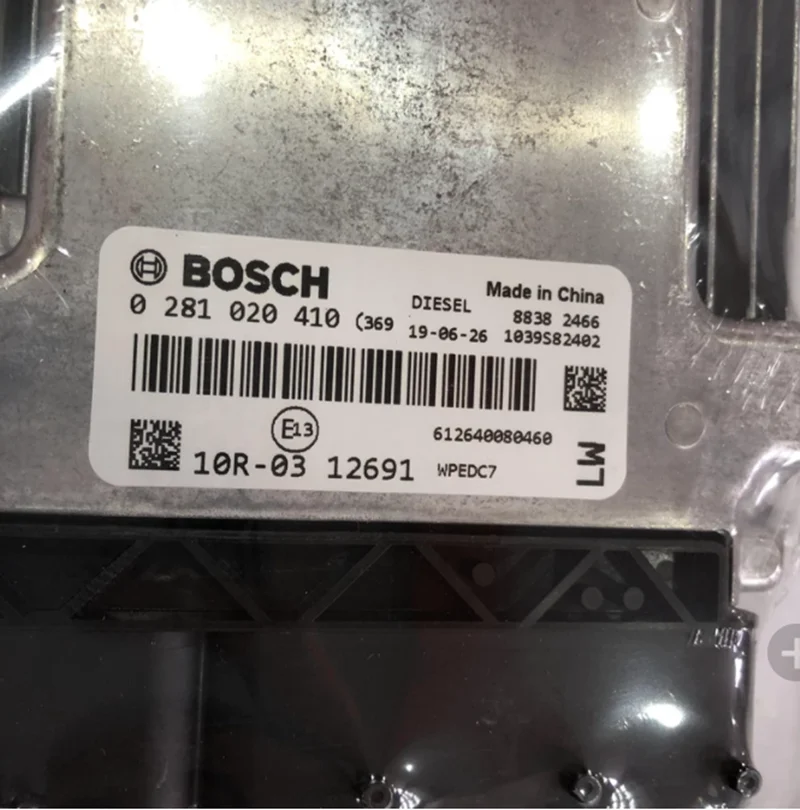 BOSCH
Made in China
0 281 020 410 (369
DIESEL
8838 2466
19-06-26 1039S82402
E13
612640080460
10R-03 12691
WPEDC7
M7